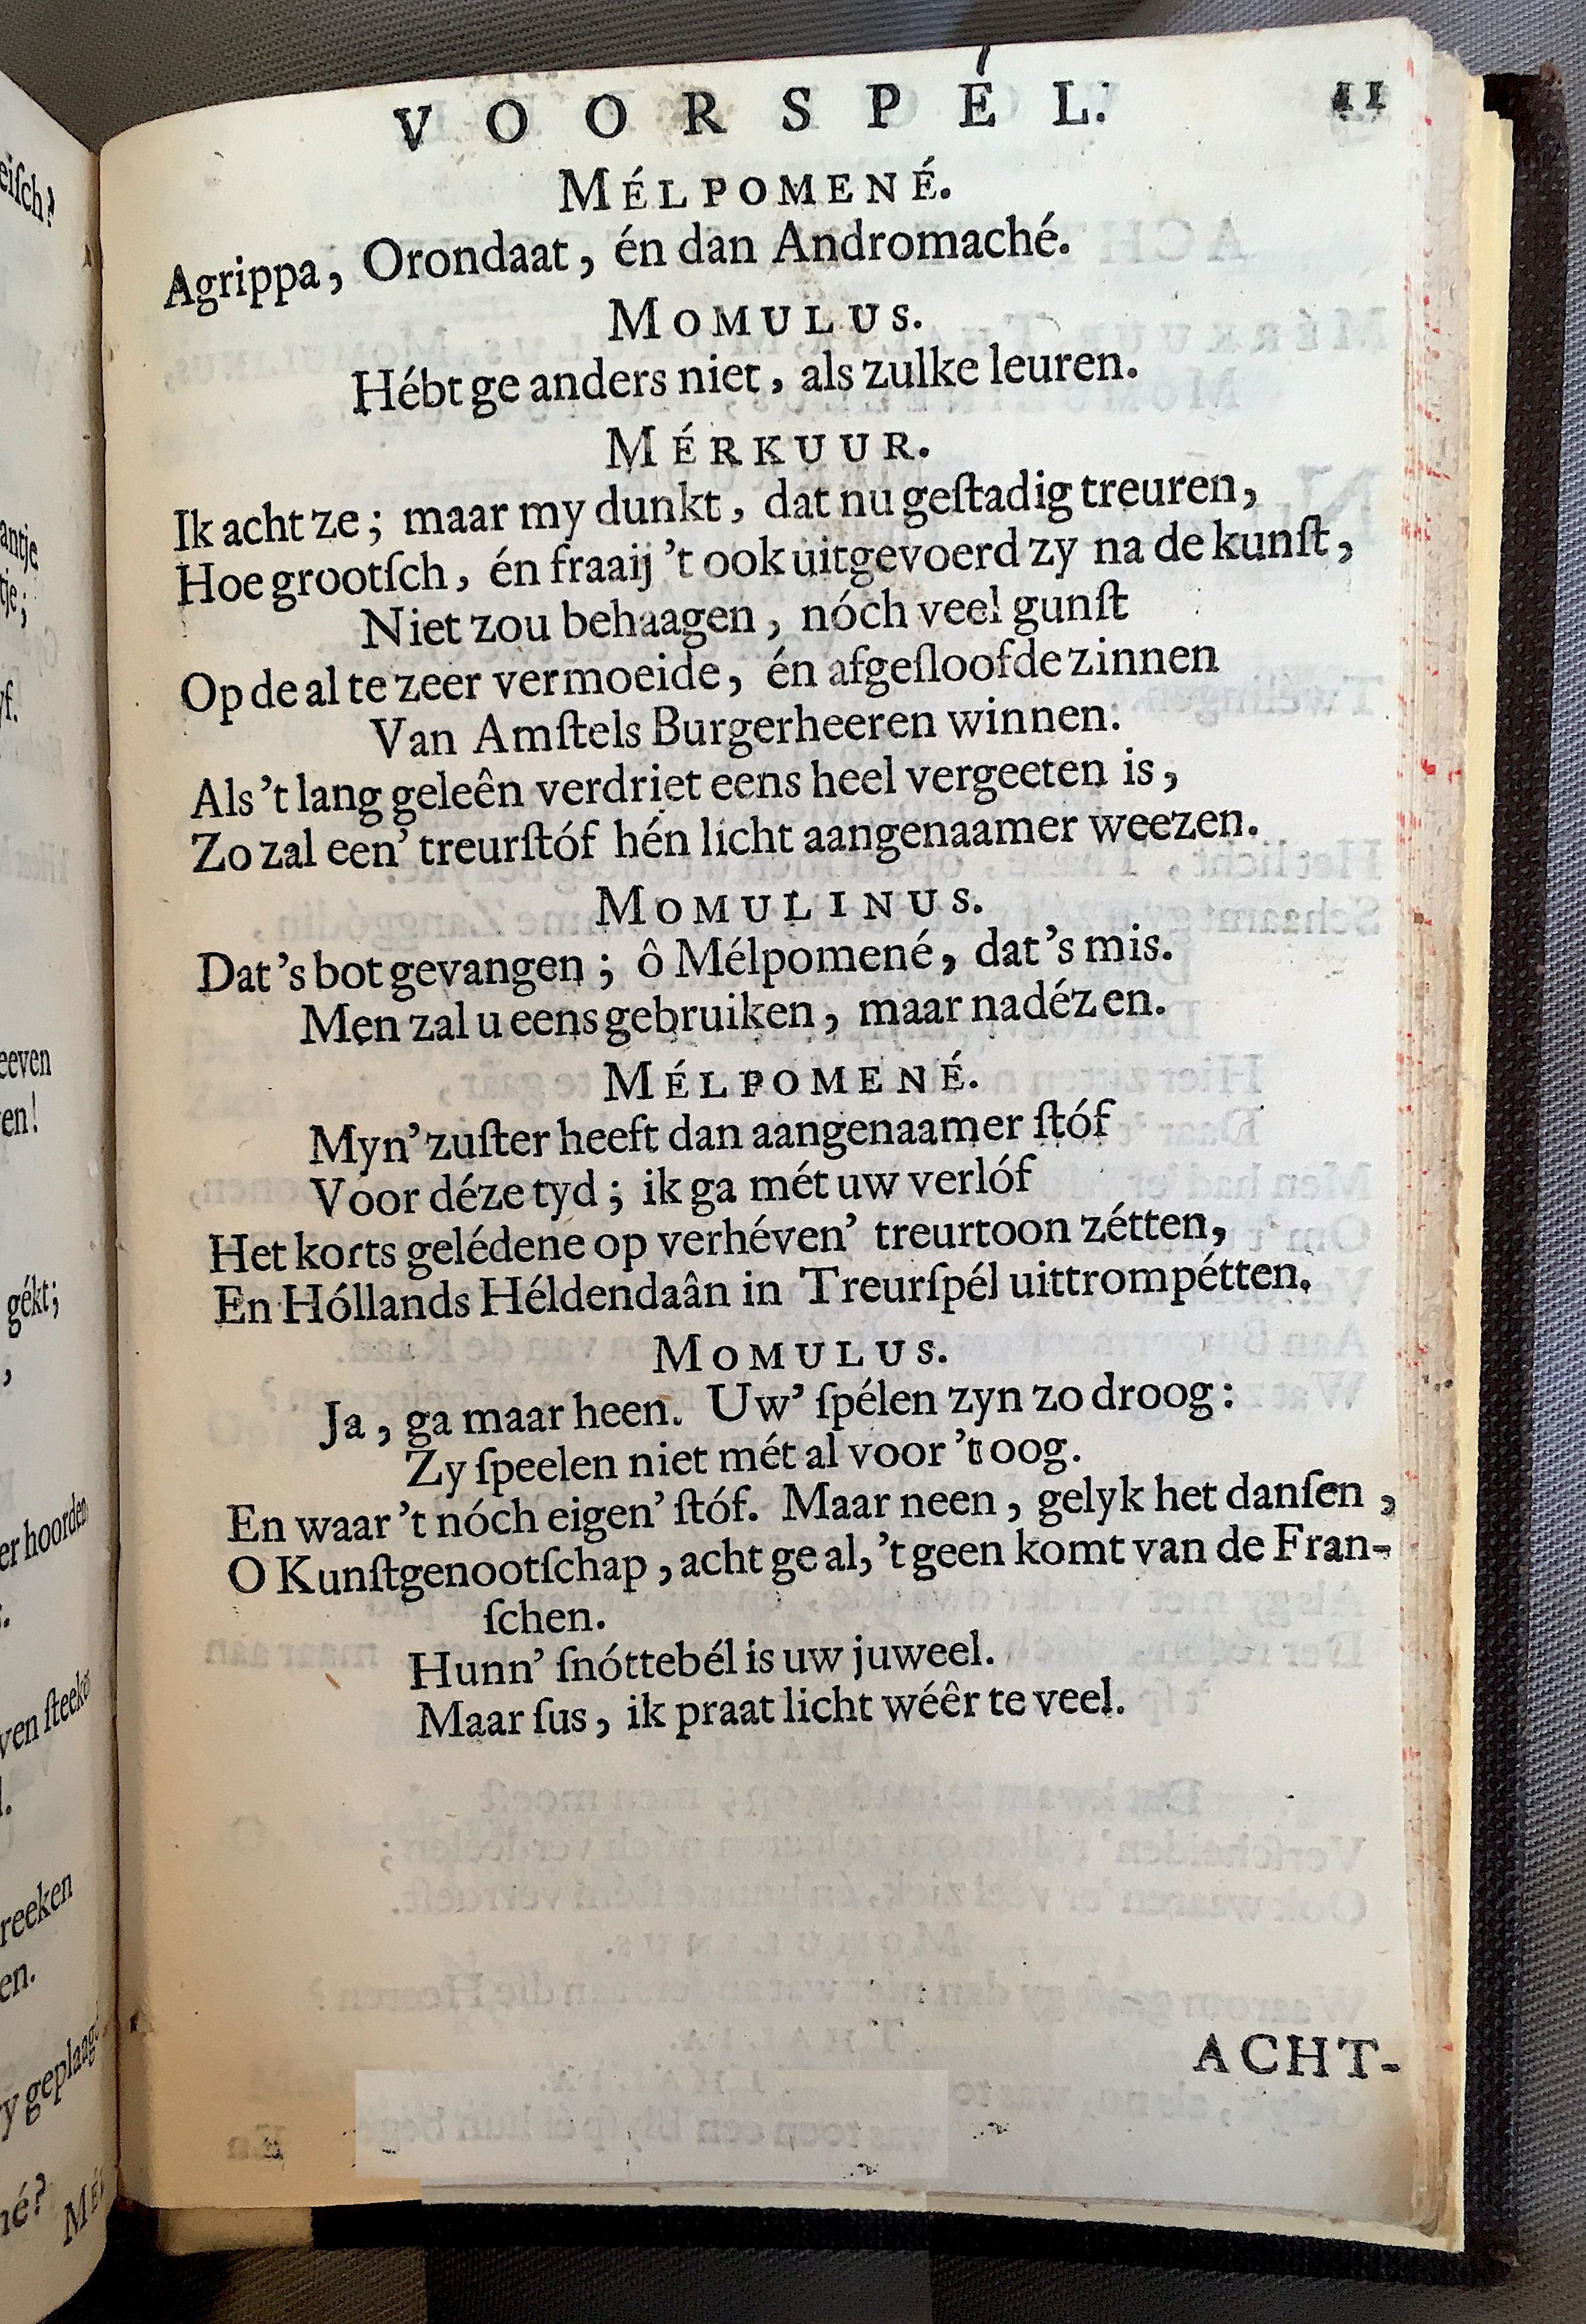 VOORSPÉL. 11
MÉLPOMENÉ.
Agrippa, Orondaat, én dan Andromaché.
MOMULUS.
Hébt ge anders niet, als zulke leuren.
MÉRKUUR.
Ik acht ze; maar my dunkt, dat nu geſtadig treuren,
Hoe grootſch, én fraaij 't ook uitgevoerd zy na de kunſt,
Niet zou behaagen, nóch veel gunſt
Op de al te zeer vermoeide, én afgeſloofde zinnen
Van Amſtels Burgerheeren winnen.
Als 't lang geleên verdriet eens heel vergeeten is,
Zo zal een' treurſtóf hén licht aangenaamer weezen.
MOMULINUS.
Dat 's bot gevangen; ô Mélpomené, dat 's mis.
Men zal u eens gebruiken, maar nadézen.
MÉLPOMENÉ.
Myn' zuſter heeft dan aangenaamer ſtóf
Voor déze tyd; ik ga mét uw verlóf
Het korts gelédene op verhéven' treurtoon zétten,
En Hóllands Héldendaân in Treurſpél uittrompétten.
MOMULUS.
Ja, ga maar heen. Uw' ſpélen zyn zo droog:
Zy ſpeelen niet mét al voor 't oog.
En waar 't nóch eigen' ſtóf. Maar neen, gelyk het danſen,
O Kunſtgenootſchap, acht ge al, 't geen komt van de Fran-
ſchen.
Hunn' ſnóttebél is uw juweel.
Maar ſus, ik praat licht wéêr te veel.
ACHT-